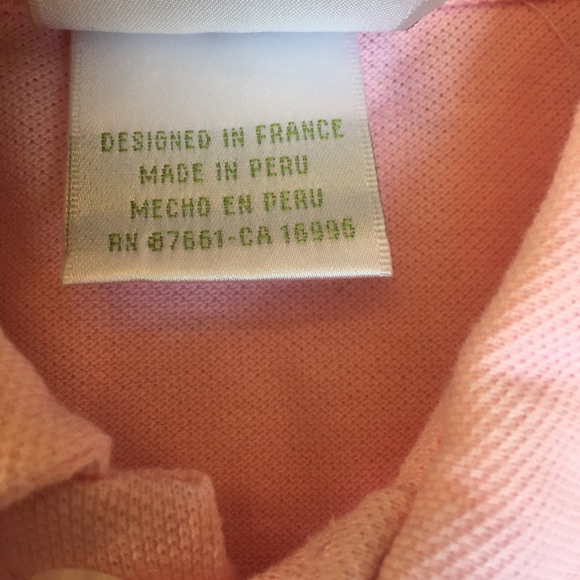 DESIGNED IN FRANCE
MADE IN PERU
MECHO EN PERU
RN 87661-CA 16996